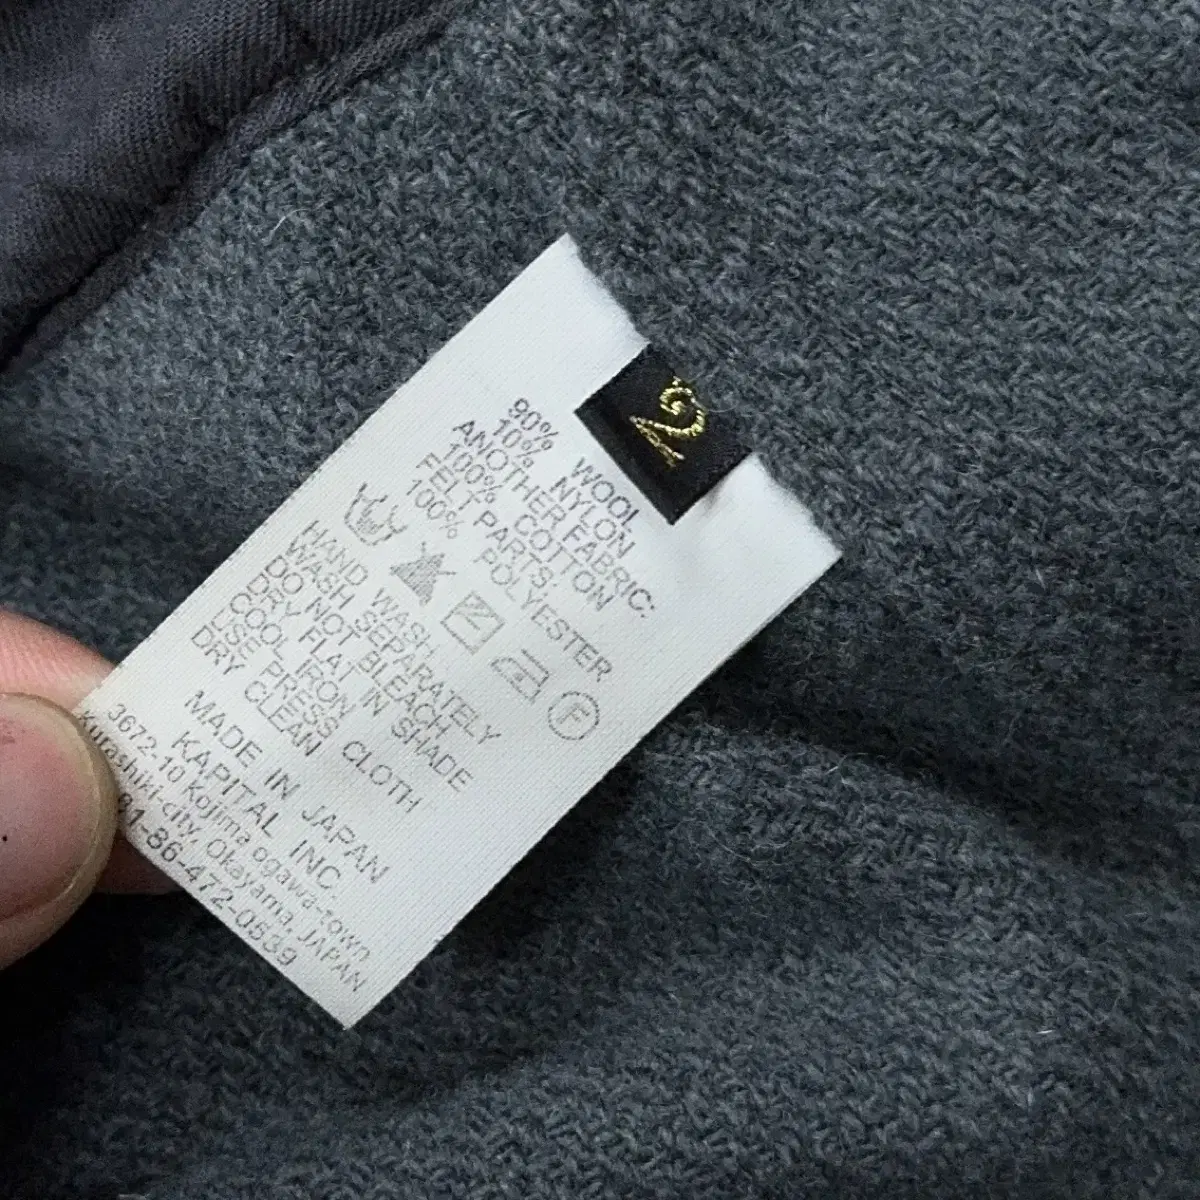 2
90% WOOL
10% NYLON
ANOTHER FABRIC:
100% COTTON
FELT PARTS:
100% POLYESTER
F
HAND WASH
WASH SEPARATELY
DO NOT BLEACH
DRY FLAT IN SHADE
COOL IRON
USE PRESS CLOTH
DRY CLEAN
MADE IN JAPAN
KAPITAL INC.
3672-10 Kojima ogawa-town
Kurashiki-city, Okayama, JAPAN
81-86-472-0539